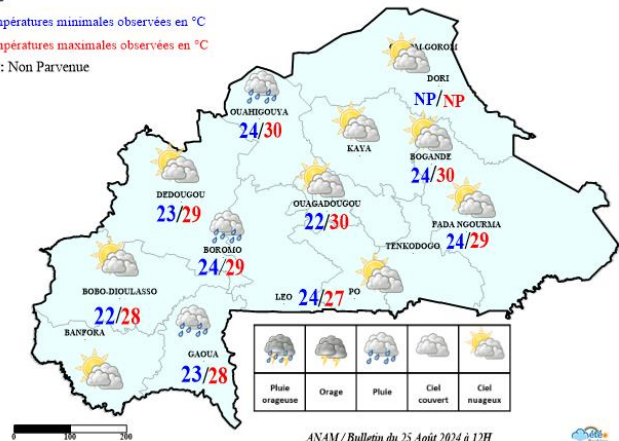 mpératures minimales observées en °C
mpératures maximales observées en °C
: Non Parvenue
DORI
NP/NP
OUAHIGOUYA
24/30
KAYA
BOGANDE
24/30
DEDOUGOU
23/29
OUAGADOUGOU
22/30
FADA NGOURMA
24/29
BOROMO
24/29
TENKODOGO
BOBO-DIOULASSO
22/28
LEO 24/27 PO
BANFORA
GAOUA
23/28
Pluie orageuse
Orage
Pluie
Ciel couvert
Ciel nuageux
0 100 200
ANAM / Bulletin du 25 Août 2024 à 12H